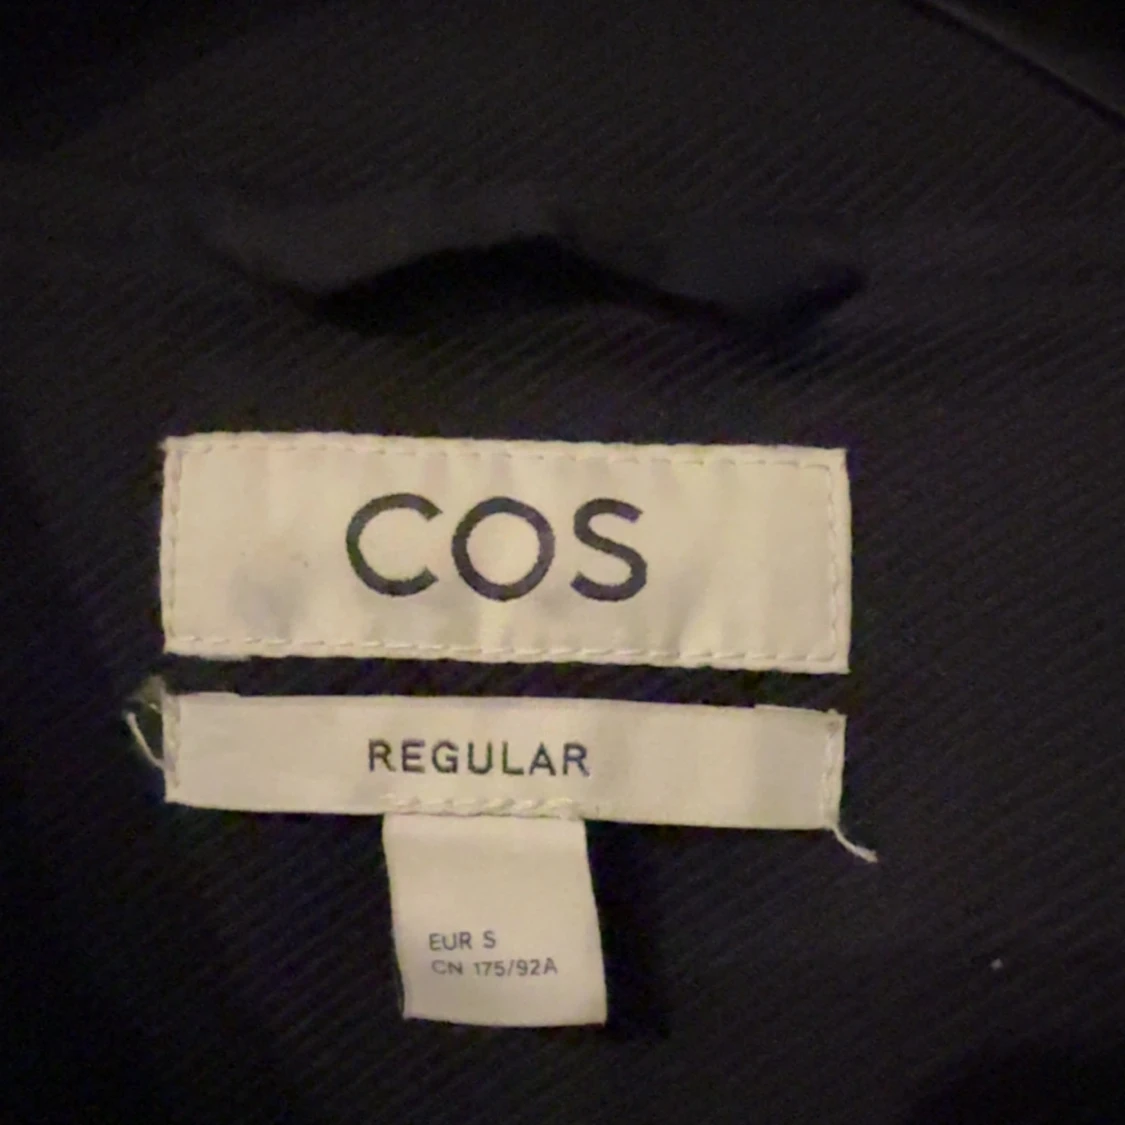 COS
REGULAR
EUR S
CN 175/92A